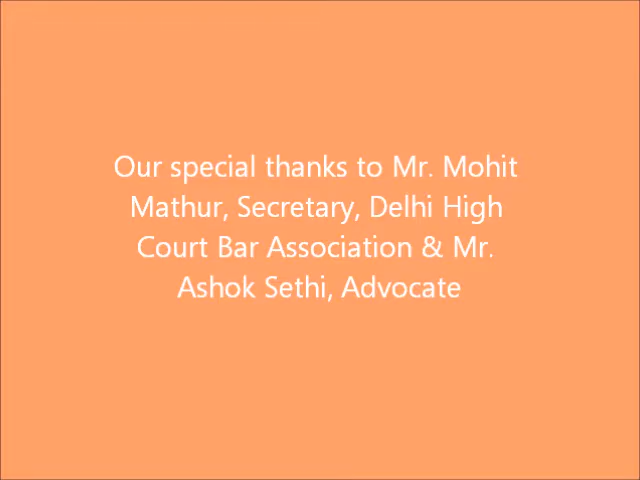 Our special thanks to Mr. Mohit
Mathur, Secretary, Delhi High
Court Bar Association & Mr.
Ashok Sethi, Advocate